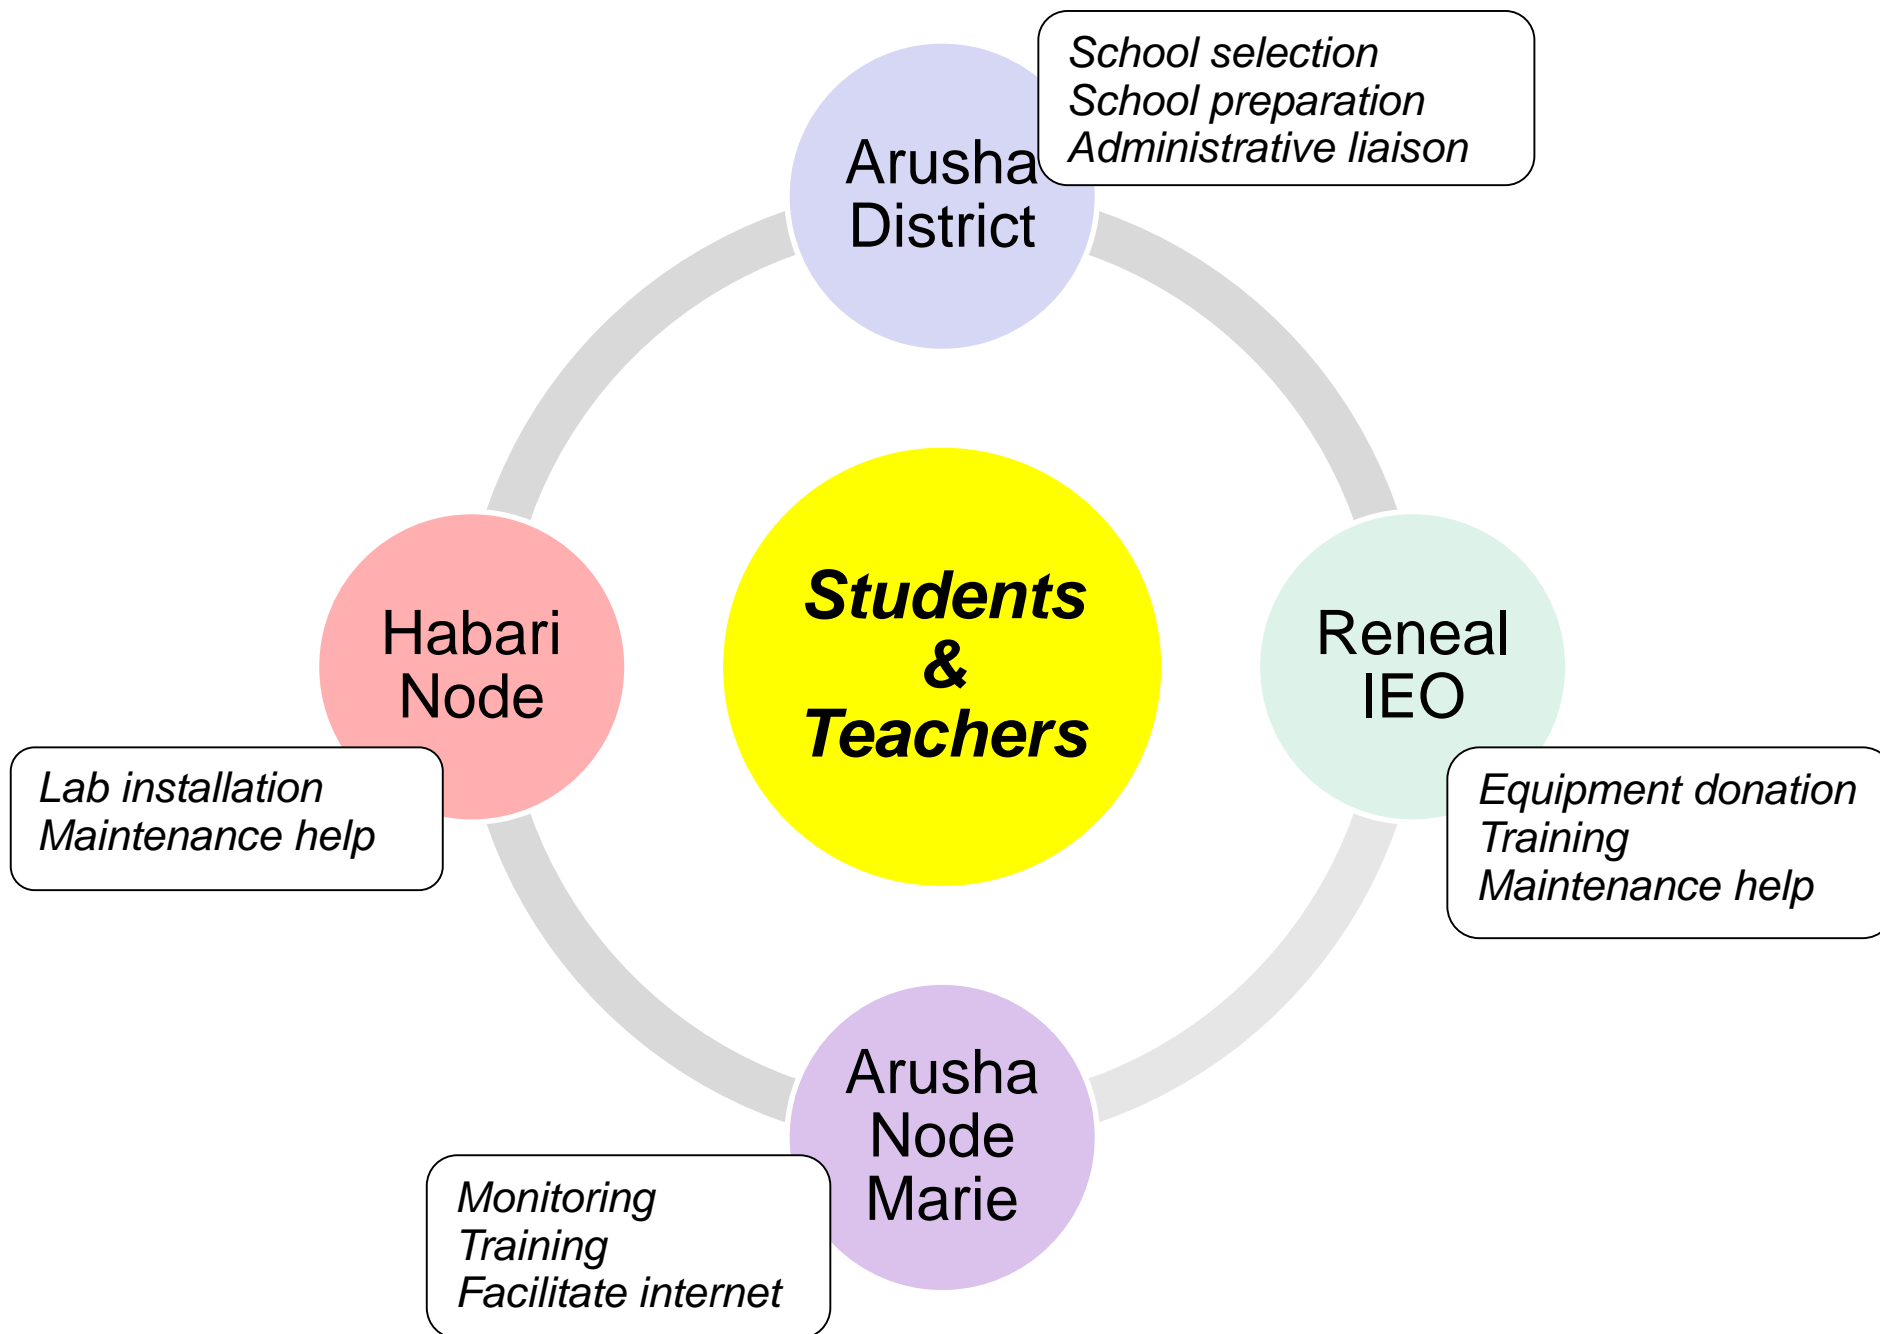 School selection
School preparation
Administrative liaison
Arusha
District
Students
&
Teachers
Habari
Node
Lab installation
Maintenance help
Reneal
IEO
Equipment donation
Training
Maintenance help
Arusha
Node
Marie
Monitoring
Training
Facilitate internet